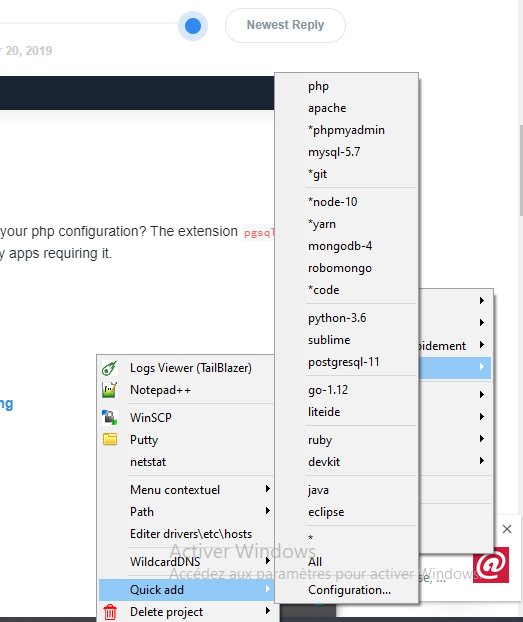 Newest Reply
20, 2019
php
apache
*phpmyadmin
mysql-5.7
*git
*node-10
*yarn
mongodb-4
robomongo
*code
python-3.6
sublime
postgresql-11
go-1.12
liteide
ruby
devkit
java
eclipse
*
All
Configuration...
your php configuration? The extension pgsql
apps requiring it.
ng
Logs Viewer (TailBlazer)
Notepad++
WinSCP
Putty
netstat
Menu contextuel
Path
Editer drivers\etc\hosts
WildcardDNS
Quick add
Delete project
Activer Windows
Accédez aux paramètres pour activer Windows
@